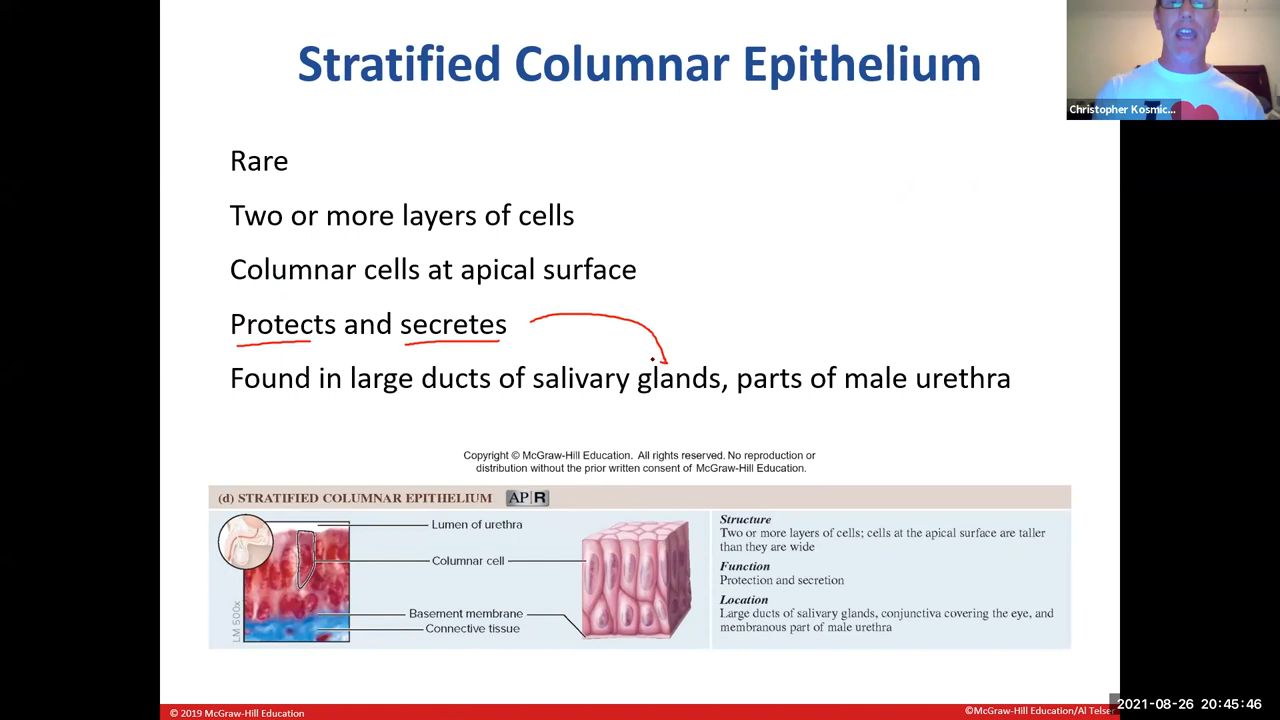 Stratified Columnar Epithelium
Christopher Kosmic...
Rare
Two or more layers of cells
Columnar cells at apical surface
Protects and secretes
Found in large ducts of salivary glands, parts of male urethra
Copyright © McGraw-Hill Education. All rights reserved. No reproduction or
distribution without the prior written consent of McGraw-Hill Education.
(d) STRATIFIED COLUMNAR EPITHELIUM AP|R
LM 500x
Lumen of urethra
Columnar cell
Basement membrane
Connective tissue
Structure
Two or more layers of cells; cells at the apical surface are taller
than they are wide
Function
Protection and secretion
Location
Large ducts of salivary glands, conjunctiva covering the eye, and
membranous part of male urethra
© 2019 McGraw-Hill Education
©McGraw-Hill Education/Al Telser
2021-08-26 20:45:46